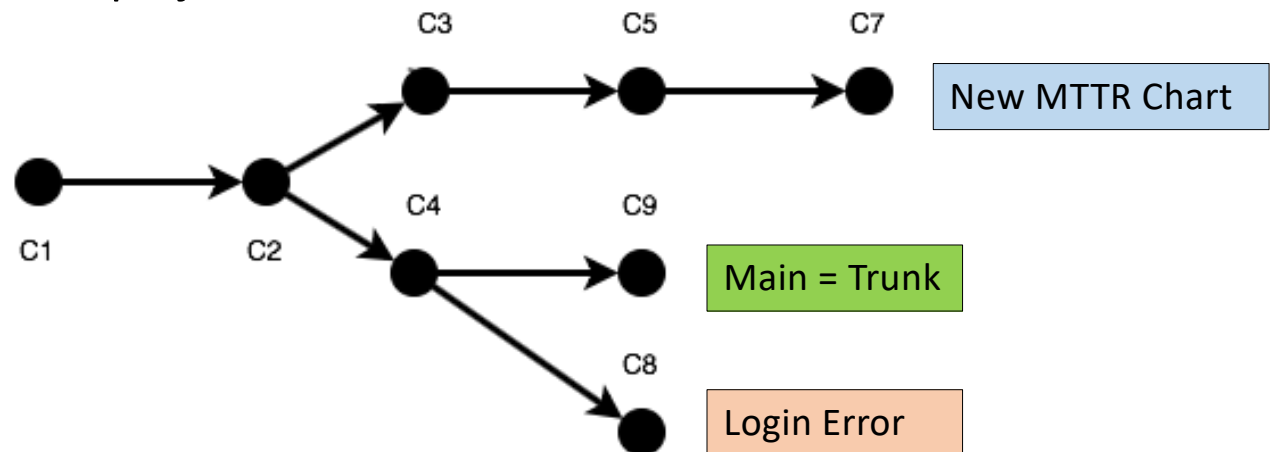 C3 C5 C7
New MTTR Chart
C1 C2 C4 C9
Main = Trunk
C8
Login Error